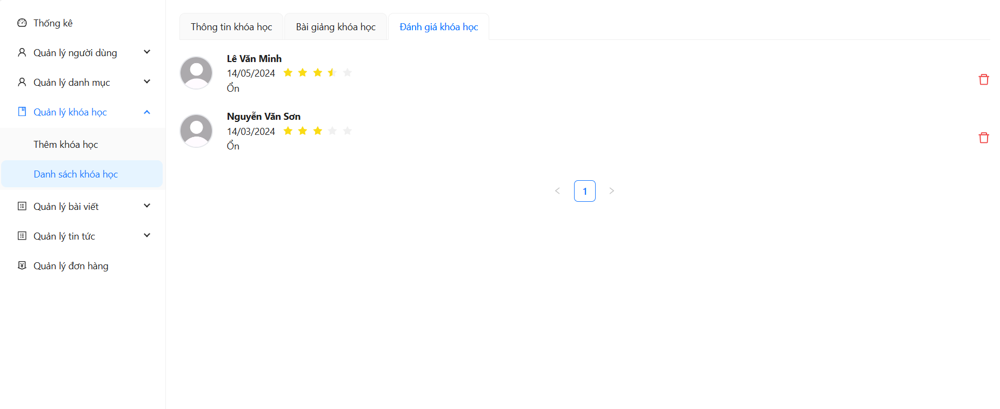 Thống kê
Quản lý người dùng
Quản lý danh mục
Quản lý khóa học
Thêm khóa học
Danh sách khóa học
Quản lý bài viết
Quản lý tin tức
Quản lý đơn hàng
Thông tin khóa học
Bài giảng khóa học
Đánh giá khóa học
Lê Văn Minh
14/05/2024
Ổn
Nguyễn Văn Sơn
14/03/2024
Ổn
1